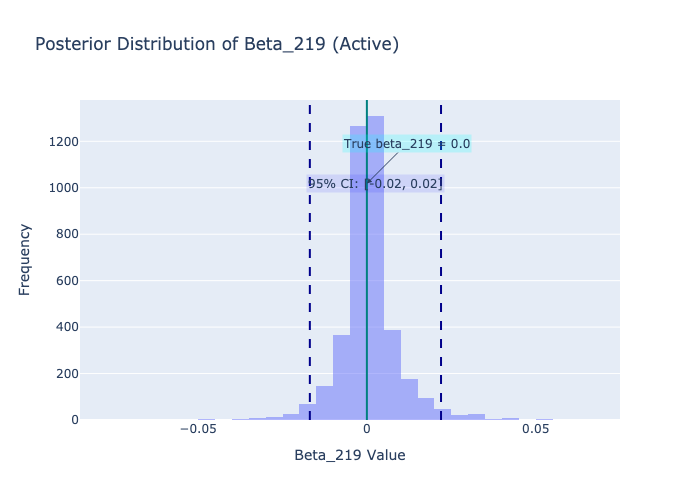 Posterior Distribution of Beta_219 (Active)
1200
True beta_219 = 0.0
1000
95% CI: [-0.02, 0.02]
800
600
400
200
0
Frequency
−0.05
0
0.05
Beta_219 Value